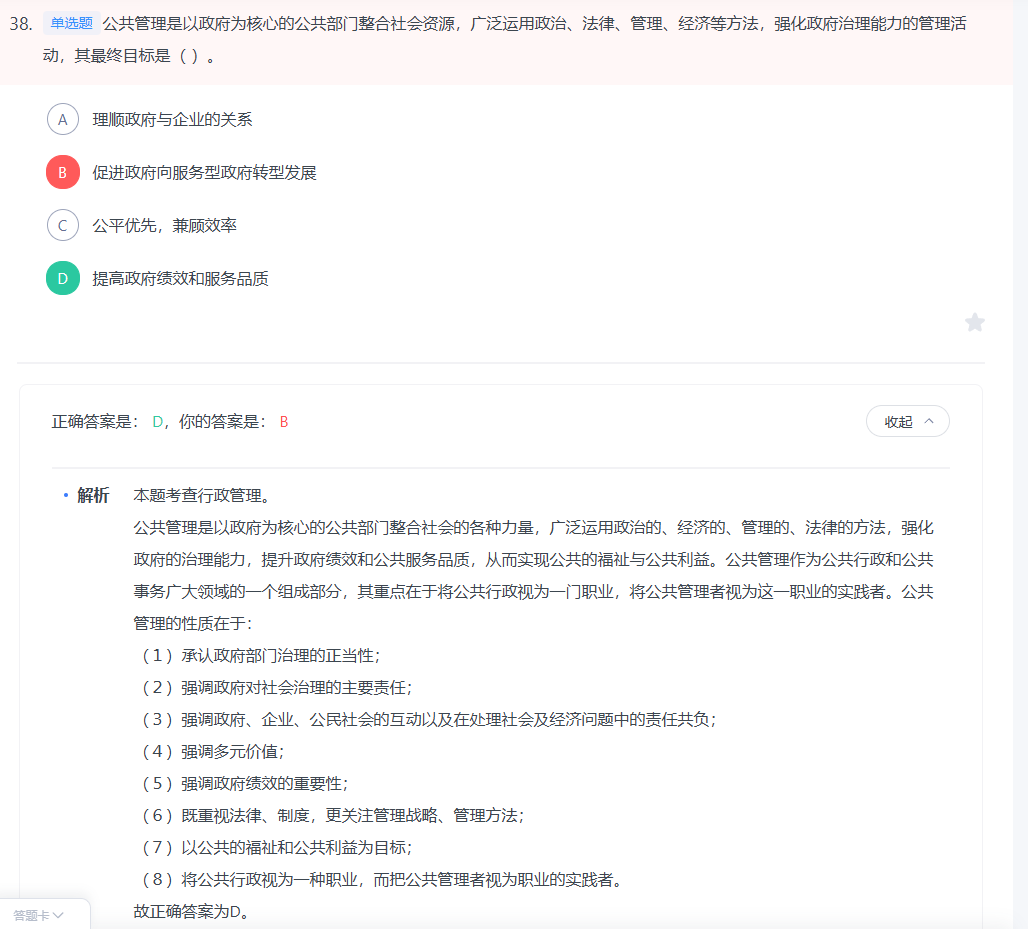 38. 单选题 公共管理是以政府为核心的公共部门整合社会资源，广泛运用政治、法律、管理、经济等方法，强化政府治理能力的管理活
动，其最终目标是（ ）。
A 理顺政府与企业的关系
B 促进政府向服务型政府转型发展
C 公平优先，兼顾效率
D 提高政府绩效和服务品质
正确答案是： D，你的答案是： B 收起
• 解析 本题考查行政管理。
公共管理是以政府为核心的公共部门整合社会的各种力量，广泛运用政治的、经济的、管理的、法律的方法，强化
政府的治理能力，提升政府绩效和公共服务品质，从而实现公共的福祉与公共利益。公共管理作为公共行政和公共
事务广大领域的一个组成部分，其重点在于将公共行政视为一门职业，将公共管理者视为这一职业的实践者。公共
管理的性质在于：
（1）承认政府部门治理的正当性；
（2）强调政府对社会治理的主要责任；
（3）强调政府、企业、公民社会的互动以及在处理社会及经济问题中的责任共负；
（4）强调多元价值；
（5）强调政府绩效的重要性；
（6）既重视法律、制度，更关注管理战略、管理方法；
（7）以公共的福祉和公共利益为目标；
（8）将公共行政视为一种职业，而把公共管理者视为职业的实践者。
故正确答案为D。
答题卡